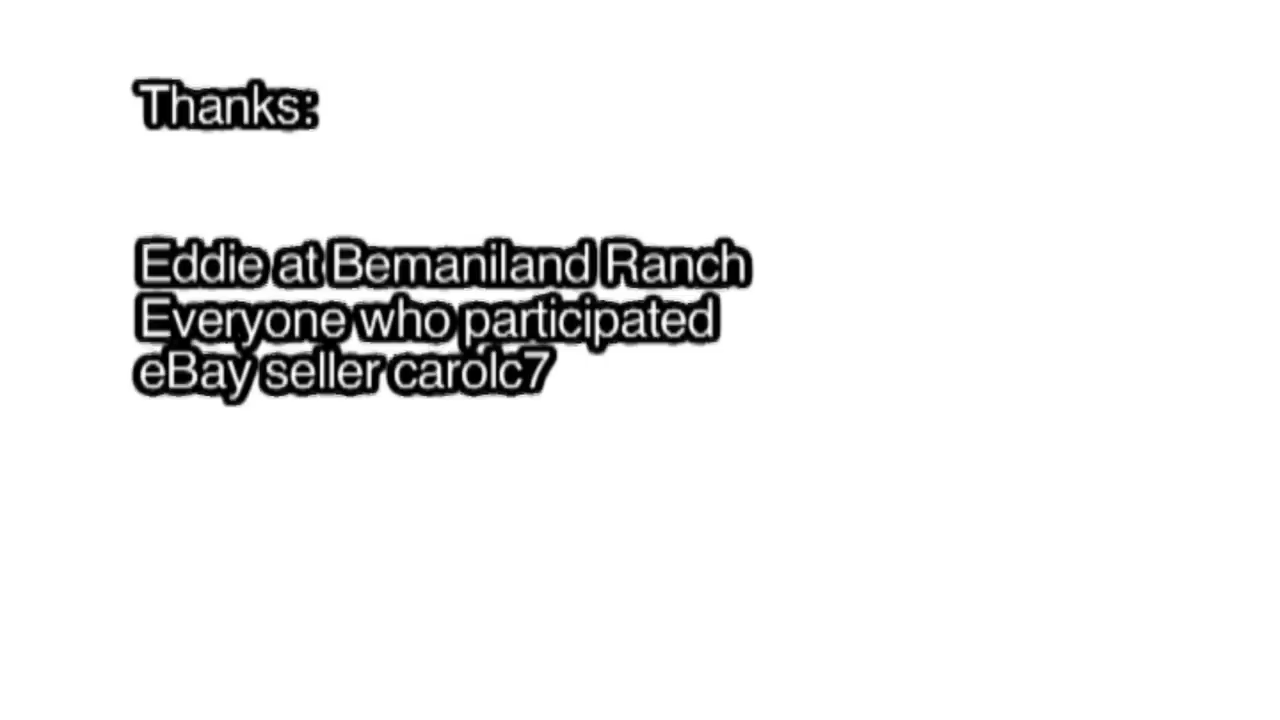 Thanks:
Eddie at Bemaniland Ranch
Everyone who participated
eBay seller carolc7